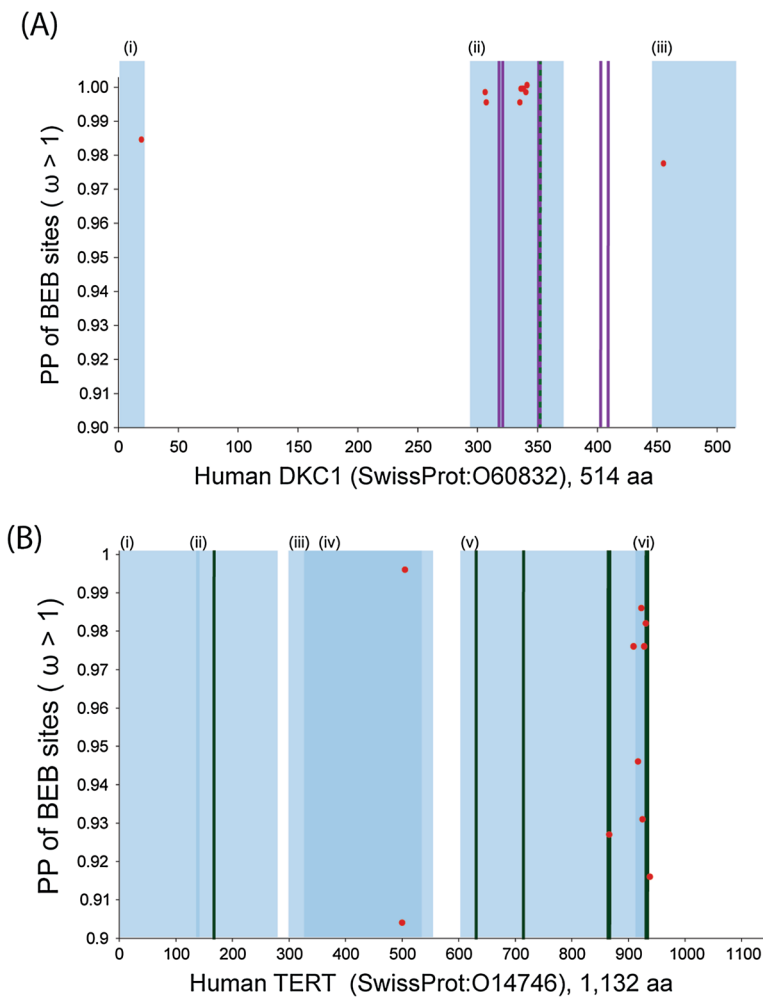 (A)
(i) (ii) (iii)
1.00
0.99
0.98
0.97
0.96
0.95
0.94
0.93
0.92
0.91
0.90
PP of BEB sites ( ω > 1)
0 50 100 150 200 250 300 350 400 450 500
Human DKC1 (SwissProt:O60832), 514 aa
(B)
(i) (ii) (iii) (iv) (v) (vi)
1
0.99
0.98
0.97
0.96
0.95
0.94
0.93
0.92
0.91
0.9
PP of BEB sites ( ω > 1)
0 100 200 300 400 500 600 700 800 900 1000 1100
Human TERT (SwissProt:O14746), 1,132 aa